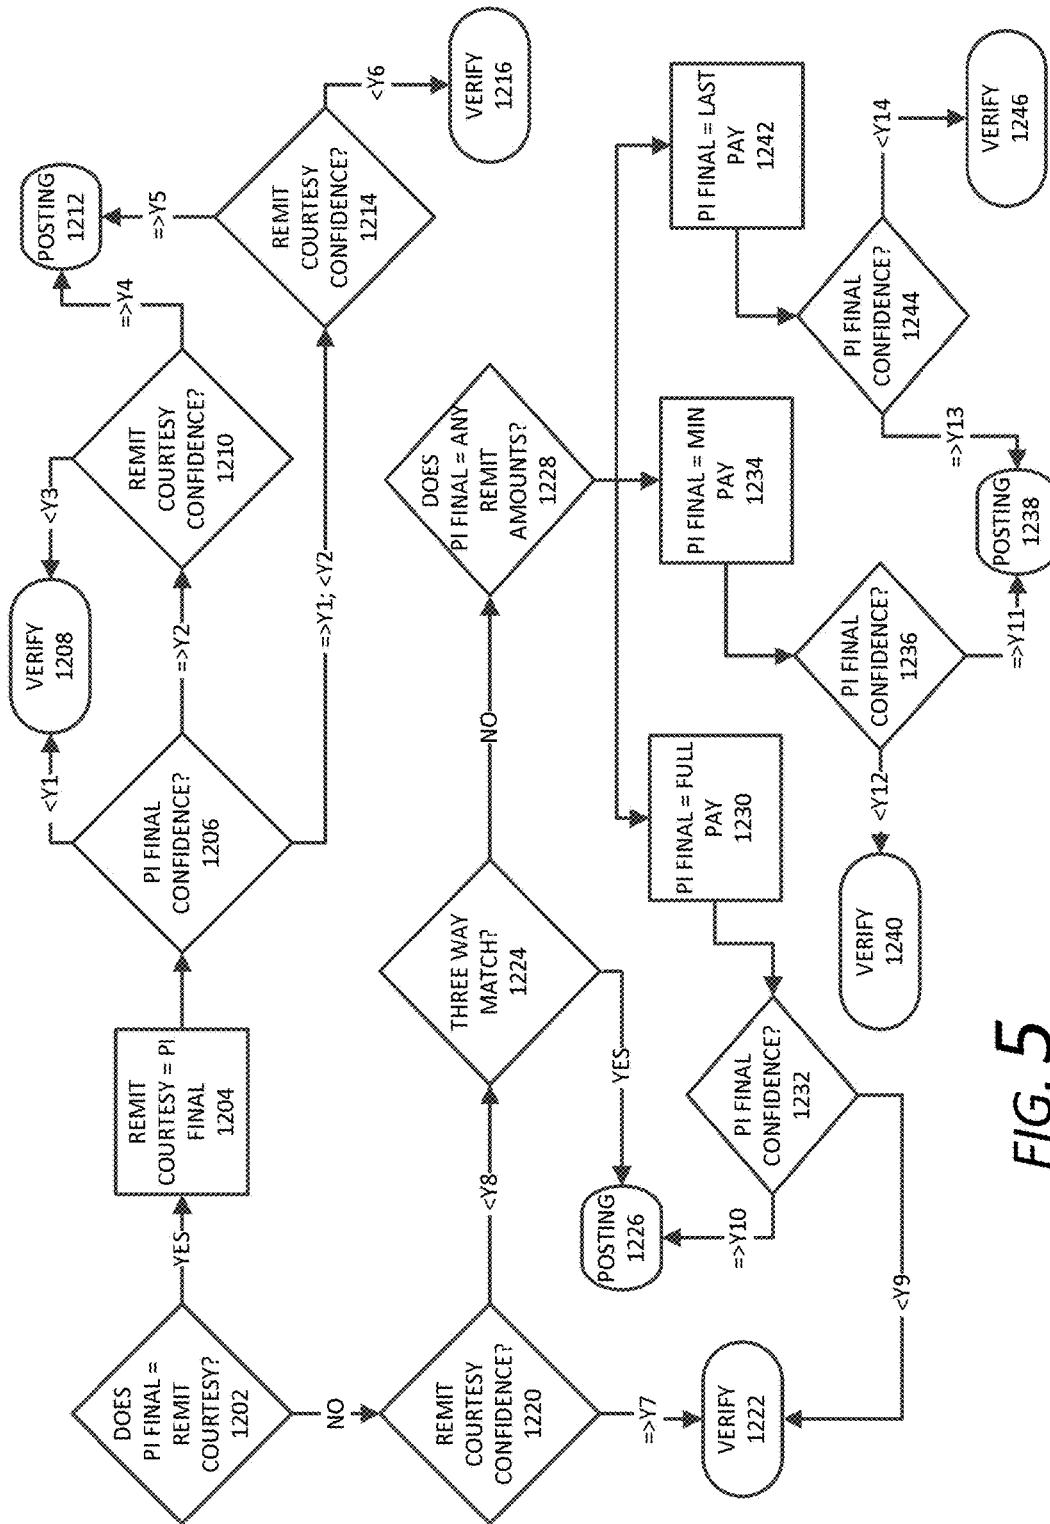 DOES
PI FINAL =
REMIT
COURTESY?
1202
YES
REMIT
COURTESY = PI
FINAL
1204
PI FINAL
CONFIDENCE?
1206
<Y1
VERIFY
1208
<Y3
=>Y2
REMIT
COURTESY
CONFIDENCE?
1210
=>Y4
POSTING
1212
=>Y5
=>Y1; <Y2
REMIT
COURTESY
CONFIDENCE?
1214
<Y6
VERIFY
1216
NO
REMIT
COURTESY
CONFIDENCE?
1220
=>Y7
VERIFY
1222
<Y8
THREE WAY
MATCH?
1224
YES
POSTING
1226
NO
DOES
PI FINAL = ANY
REMIT
AMOUNTS?
1228
PI FINAL = FULL
PAY
1230
PI FINAL
CONFIDENCE?
1232
=>Y10
<Y9
PI FINAL = MIN
PAY
1234
PI FINAL
CONFIDENCE?
1236
=>Y11
POSTING
1238
<Y12
VERIFY
1240
PI FINAL = LAST
PAY
1242
PI FINAL
CONFIDENCE?
1244
=>Y13
<Y14
VERIFY
1246
FIG. 5